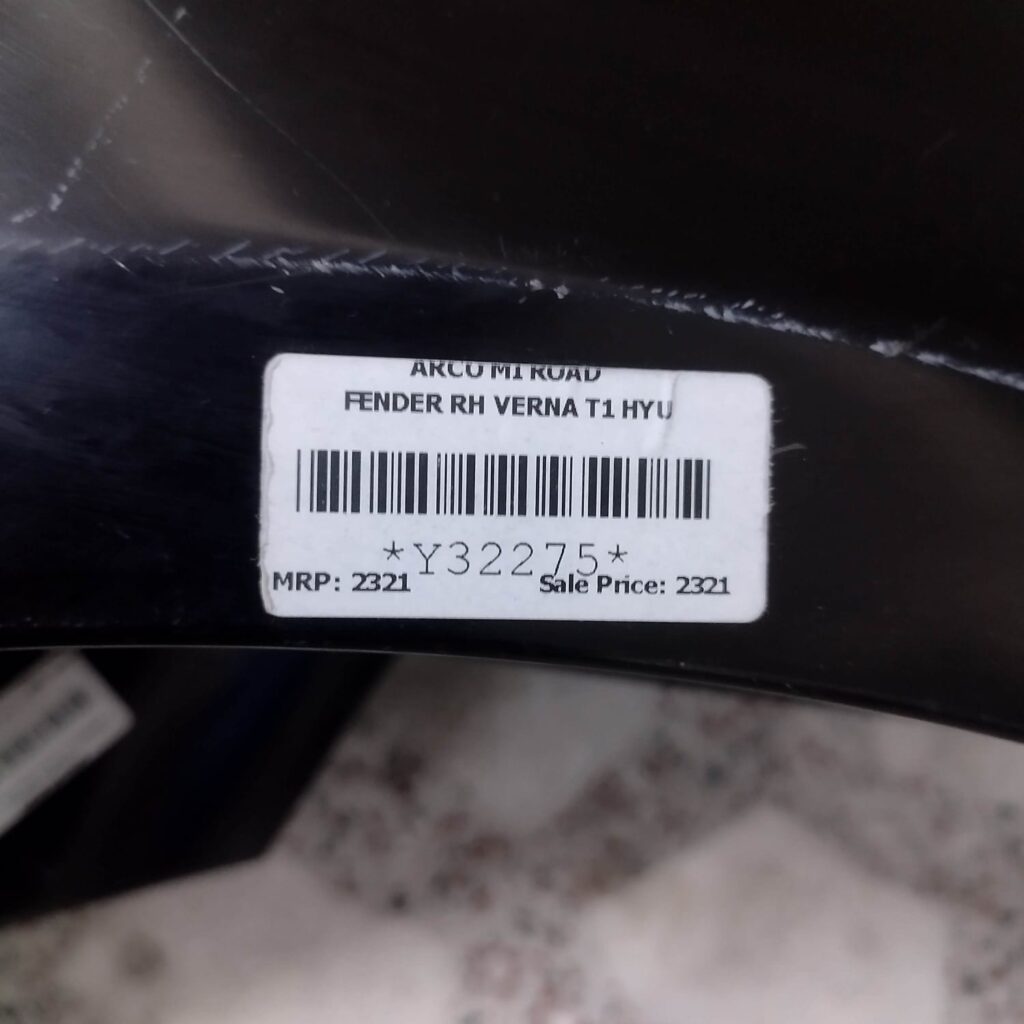 ARCO MI ROAD
FENDER RH VERNA T1 HYU
*Y32275*
MRP: 2321 Sale Price: 2321